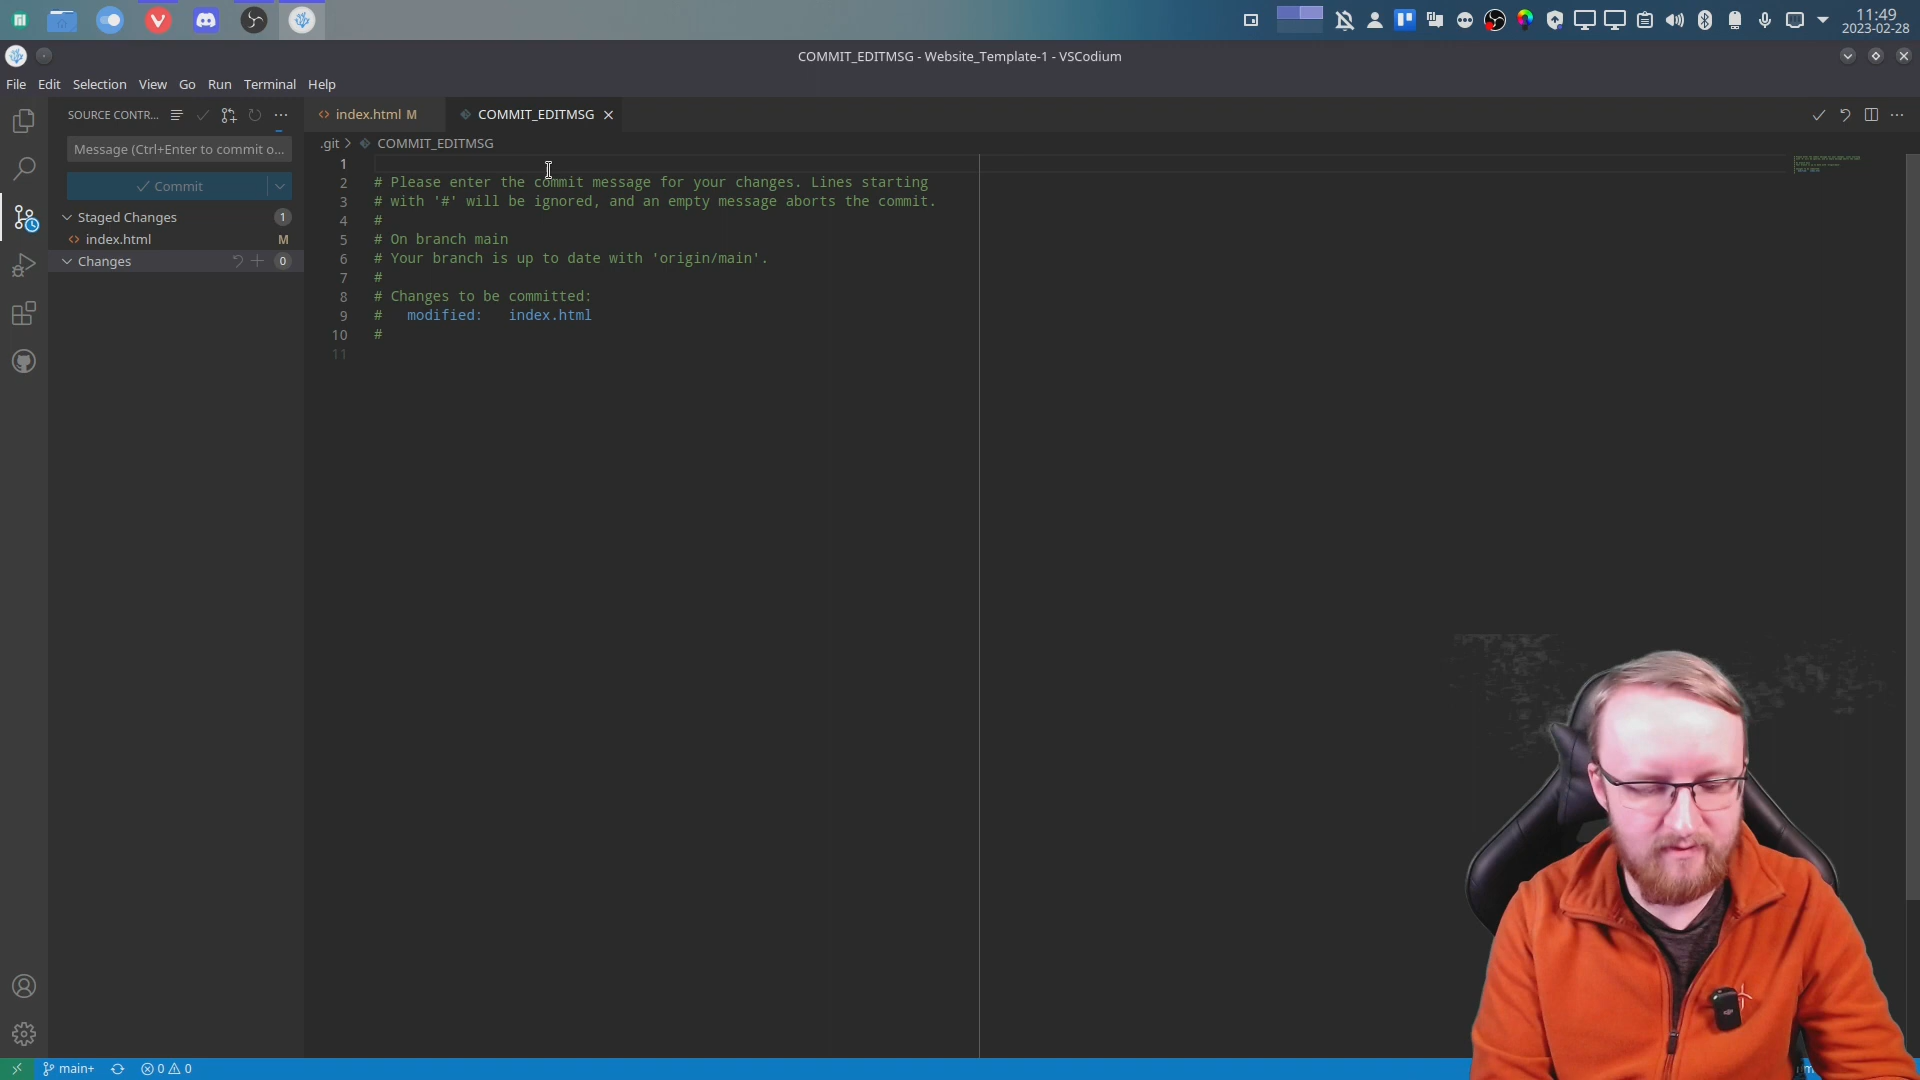 11:49
2023-02-28
COMMIT_EDITMSG - Website_Template-1 - VSCodium
File Edit Selection View Go Run Terminal Help
SOURCE CONTR...
index.html M
COMMIT_EDITMSG
.git > COMMIT_EDITMSG
Message (Ctrl+Enter to commit o...
Commit
Staged Changes 1
index.html M
Changes 0
1
2 # Please enter the commit message for your changes. Lines starting
3 # with '#' will be ignored, and an empty message aborts the commit.
4 #
5 # On branch main
6 # Your branch is up to date with 'origin/main'.
7 #
8 # Changes to be committed:
9 # modified: index.html
10 #
11
main+ 0 0